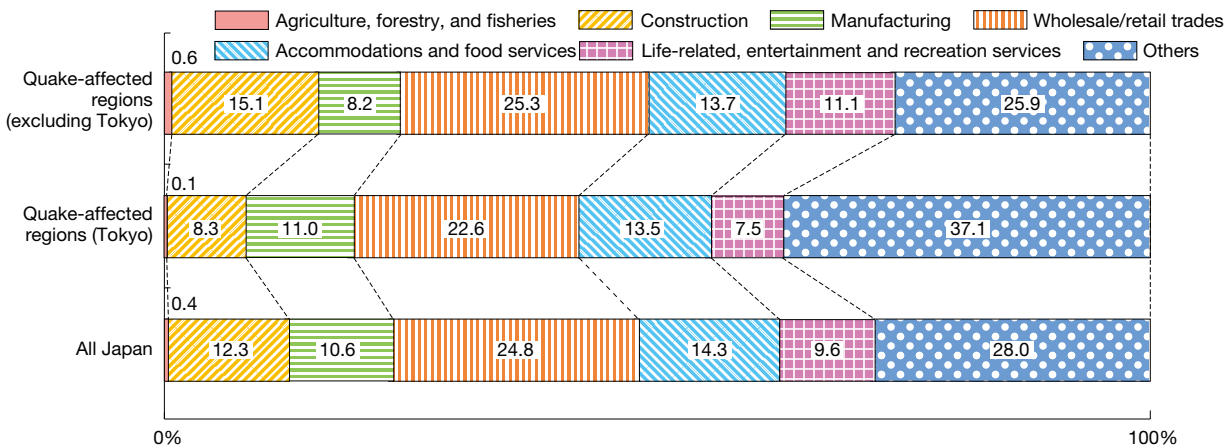 Agriculture, forestry, and fisheries Construction Manufacturing Wholesale/retail trades
Accommodations and food services Life-related, entertainment and recreation services Others
0.6
Quake-affected
regions
(excluding Tokyo)
15.1 8.2 25.3 13.7 11.1 25.9
0.1
Quake-affected
regions (Tokyo)
8.3 11.0 22.6 13.5 7.5 37.1
0.4
All Japan
12.3 10.6 24.8 14.3 9.6 28.0
0% 100%